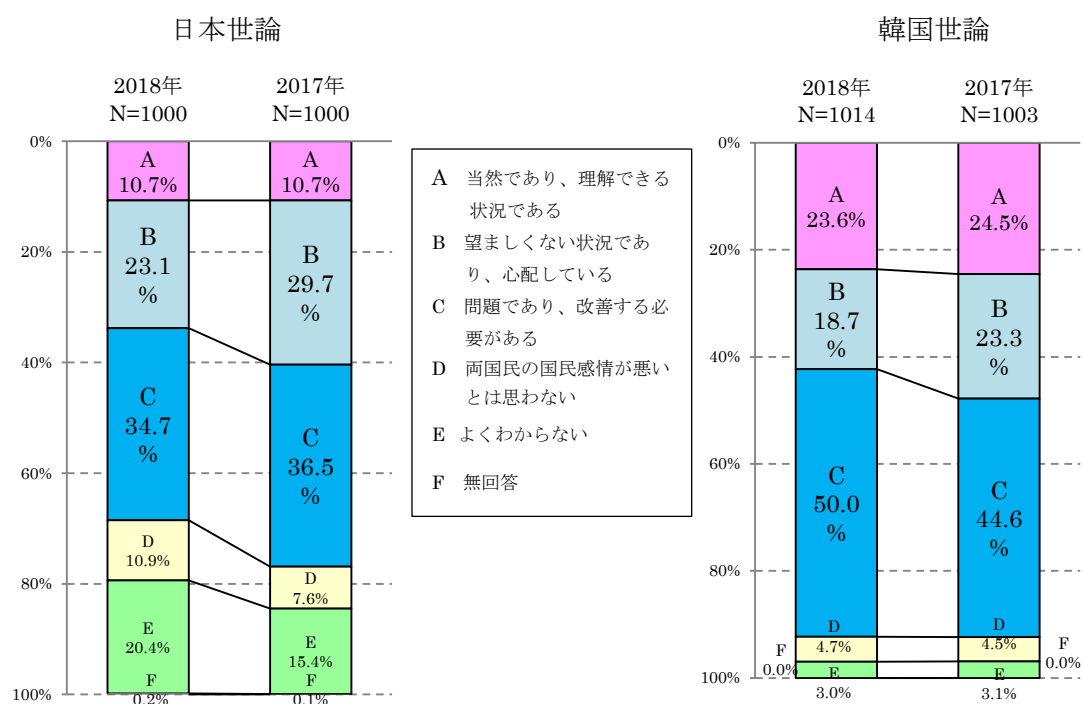 日本世論
韓国世論
2018年
N=1000
2017年
N=1000
0%
20%
40%
60%
80%
100%
A
10.7%
B
23.1
%
C
34.7
%
D
10.9%
E
20.4%
F
0.2%
A
10.7%
B
29.7
%
C
36.5
%
D
7.6%
E
15.4%
F
0.1%
A 当然であり、理解できる
状況である
B 望ましくない状況であ
り、心配している
C 問題であり、改善する必
要がある
D 両国民の国民感情が悪い
とは思わない
E よくわからない
F 無回答
2018年
N=1014
2017年
N=1003
0%
20%
40%
60%
80%
100%
A
23.6%
B
18.7
%
C
50.0
%
D
4.7%
F
0.0%
E
3.0%
A
24.5%
B
23.3
%
C
44.6
%
D
4.5%
F
0.0%
E
3.1%